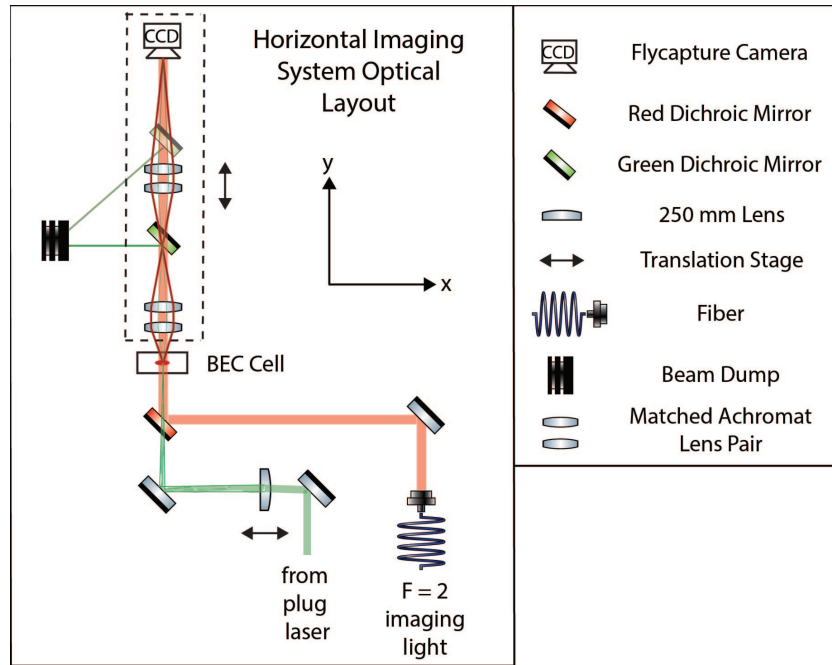 CCD
Horizontal Imaging
System Optical
Layout
y
x
BEC Cell
from
plug
laser
F = 2
imaging
light
CCD
Flycapture Camera
Red Dichroic Mirror
Green Dichroic Mirror
250 mm Lens
Translation Stage
Fiber
Beam Dump
Matched Achromat
Lens Pair